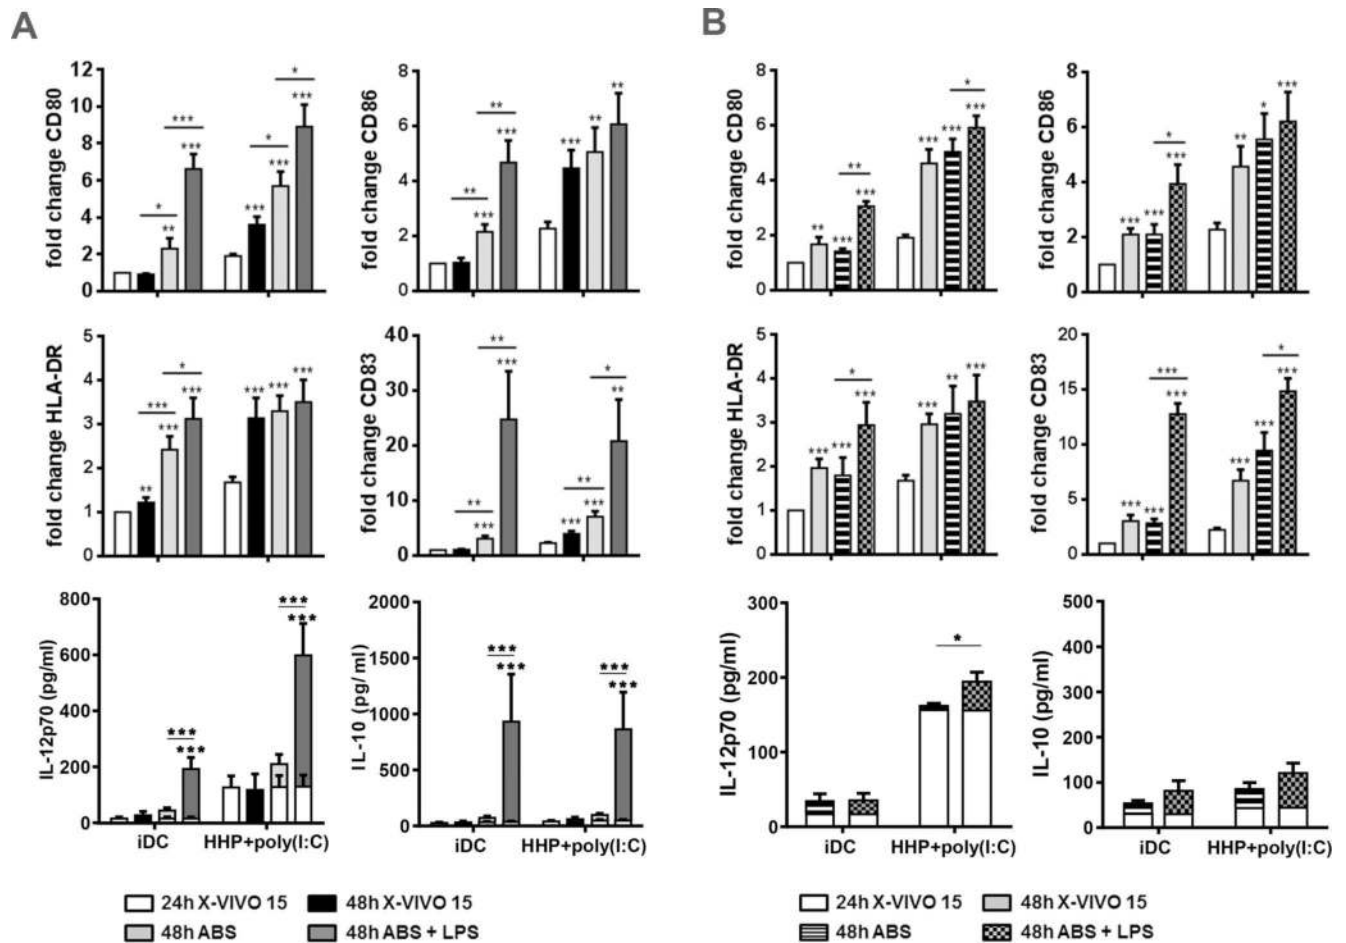 A
B
fold change CD80
12
10
8
6
4
2
0
* ** *** *** *** * *** * ***
fold change CD86
8
6
4
2
0
** *** ** *** *** ** **
fold change CD80
8
6
4
2
0
** *** ** *** *** *** * ***
fold change CD86
8
6
4
2
0
*** *** * *** ** * ***
fold change HLA-DR
5
4
3
2
1
0
** *** *** * *** *** *** ***
fold change CD83
40
30
20
10
0
** *** ** *** *** ** *** * **
fold change HLA-DR
5
4
3
2
1
0
*** *** * *** *** ** ***
fold change CD83
20
15
10
5
0
*** *** *** *** *** *** * ***
IL-12p70 (pg/ml)
800
600
400
200
0
*** *** *** ***
iDC HHP+poly(I:C)
IL-10 (pg/ml)
2000
1500
1000
500
0
*** *** *** ***
iDC HHP+poly(I:C)
IL-12p70 (pg/ml)
300
200
100
0
*
iDC HHP+poly(I:C)
IL-10 (pg/ml)
500
400
300
200
100
0
iDC HHP+poly(I:C)
24h X-VIVO 15 48h X-VIVO 15
48h ABS 48h ABS + LPS
24h X-VIVO 15 48h X-VIVO 15
48h ABS 48h ABS + LPS